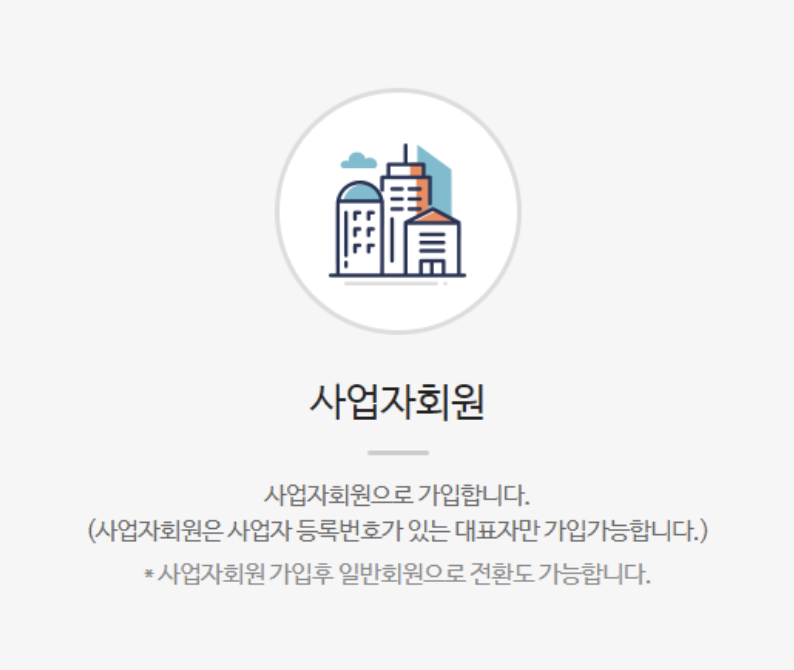 사업자회원
사업자회원으로 가입합니다.
(사업자회원은 사업자 등록번호가 있는 대표자만 가입가능합니다.)
* 사업자회원 가입후 일반회원으로 전환도 가능합니다.